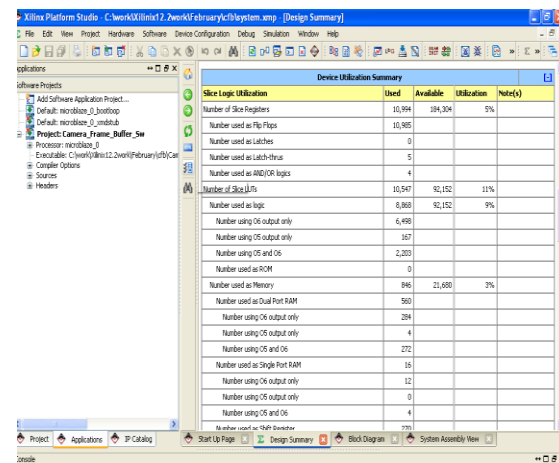 Xilinx Platform Studio - C:\work\Xilinx12.2work\February\cfb\system.xmp - [Design Summary]
File Edit View Project Hardware Software Device Configuration Debug Simulation Window Help
Applications
Software Projects
Add Software Application Project...
Default: microblaze_0_bootloop
Default: microblaze_0_xmdstub
Project: Camera_Frame_Buffer_Sw
Processor: microblaze_0
Executable: C:\work\Xilinx12.2work\February\cfb\Cam
Compiler Options
Sources
Headers
Device Utilization Summary [-]
Slice Logic Utilization Used Available Utilization Note(s)
Number of Slice Registers 10,994 184,304 5%
Number used as Flip Flops 10,985
Number used as Latches 0
Number used as Latch-thrus 5
Number used as AND/OR logics 4
Number of Slice LUTs 10,547 92,152 11%
Number used as logic 8,868 92,152 9%
Number using O6 output only 6,498
Number using O5 output only 167
Number using O5 and O6 2,203
Number used as ROM 0
Number used as Memory 846 21,680 3%
Number used as Dual Port RAM 560
Number using O6 output only 284
Number using O5 output only 4
Number using O5 and O6 272
Number used as Single Port RAM 16
Number using O6 output only 12
Number using O5 output only 0
Number using O5 and O6 4
Number used as Shift Register 270
Project Applications IP Catalog Start Up Page Design Summary Block Diagram System Assembly View
Console